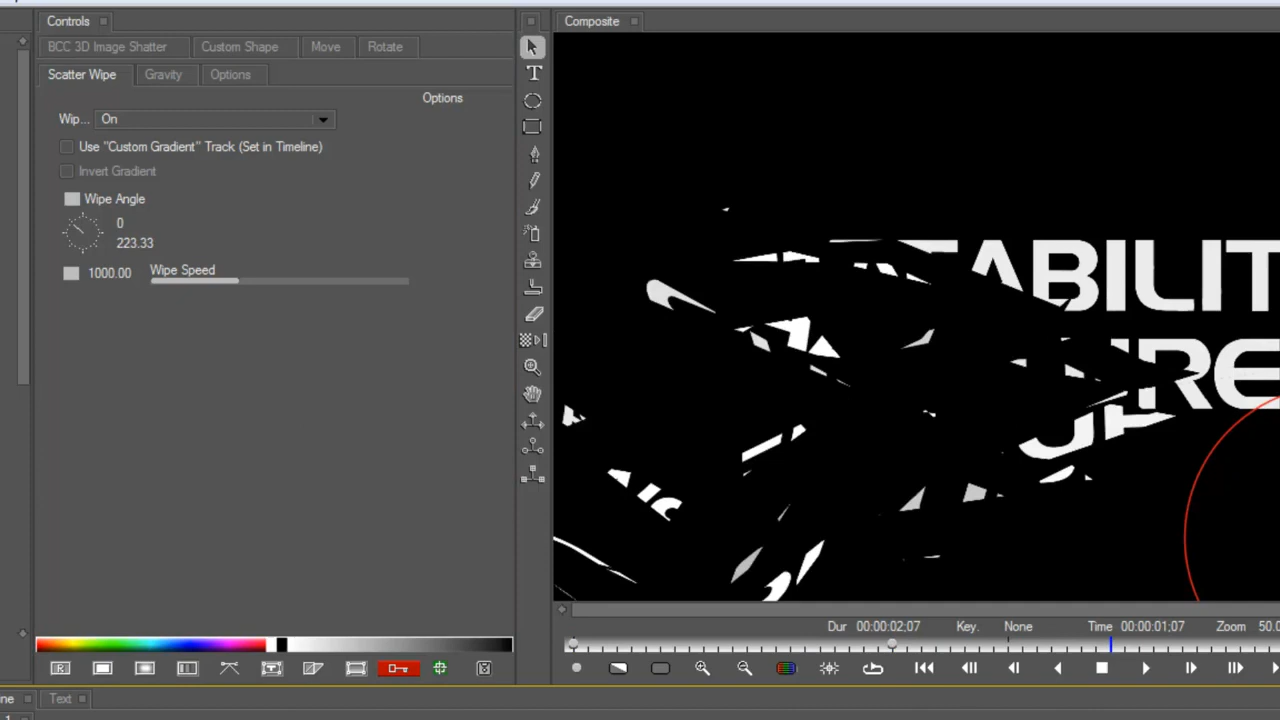 Controls
Composite
BCC 3D Image Shatter Custom Shape Move Rotate
Scatter Wipe Gravity Options
Options
Wip... On
Use "Custom Gradient" Track (Set in Timeline)
Invert Gradient
Wipe Angle
0
223.33
1000.00 Wipe Speed
ABILIT
RE
Dur 00:00:02;07 Key. None Time 00:00:01;07 Zoom 50.0
ne Text